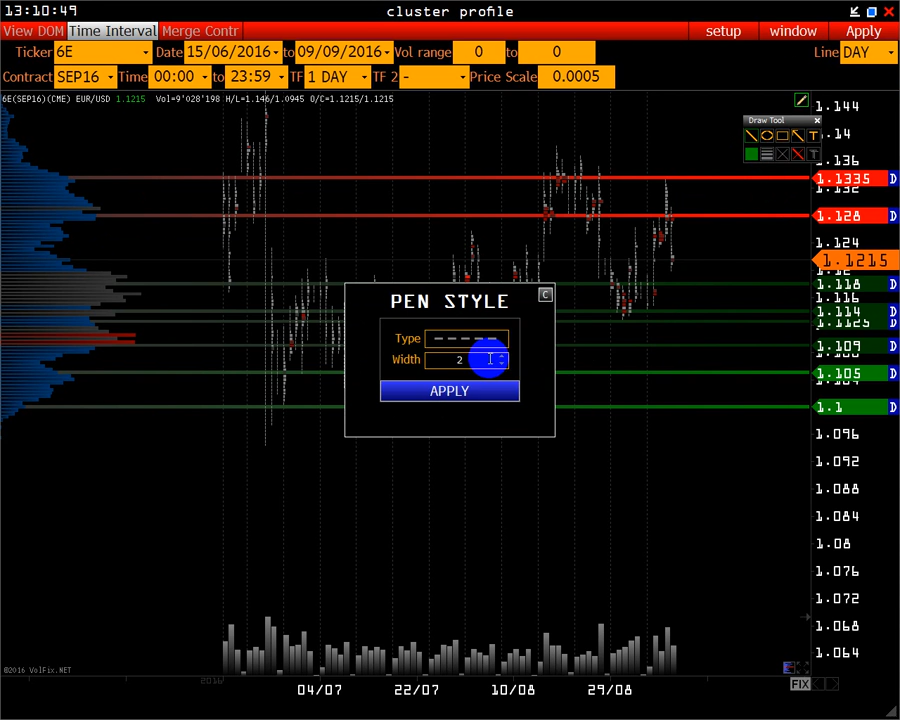 13:10:49 cluster profile
View DOM Time Interval Merge Contr setup window Apply
Ticker 6E Date 15/06/2016 to 09/09/2016 Vol range 0 to 0 Line DAY
Contract SEP16 Time 00:00 to 23:59 TF 1 DAY TF 2 - Price Scale 0.0005
6E(SEP16)(CME) EUR/USD 1.1215 Vol=9'028'198 H/L=1.146/1.0945 O/C=1.1215/1.1215
1.144
Draw Tool
1.14
T
1.136
T
1.1335 D
1.132
1.128 D
1.124
1.1215
1.12
1.118 D
1.116
1.114 D
1.1125 D
1.109 D
1.105 D
1.104
1.1 D
1.096
1.092
1.088
1.084
1.08
1.076
1.072
1.068
1.064
PEN STYLE
C
Type
Width 2
APPLY
©2016 VolFix.NET
2016
FIX
04/07 22/07 10/08 29/08